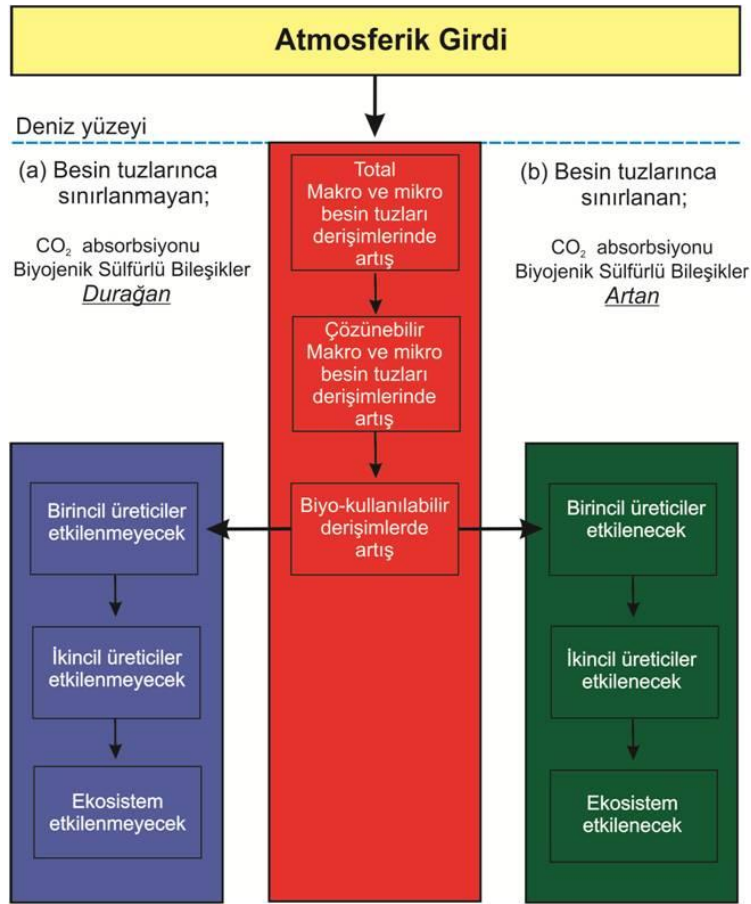 Atmosferik Girdi
Deniz yüzeyi
(a) Besin tuzlarınca
sınırlanmayan;
CO₂ absorbsiyonu
Biyojenik Sülfürlü Bileşikler
Durağan
Total
Makro ve mikro
besin tuzları
derişimlerinde
artış
(b) Besin tuzlarınca
sınırlanan;
CO₂ absorbsiyonu
Biyojenik Sülfürlü Bileşikler
Artan
Çözünebilir
Makro ve mikro
besin tuzları
derişimlerinde
artış
Biyo-kullanılabilir
derişimlerde
artış
Birincil üreticiler
etkilenmeyecek
İkincil üreticiler
etkilenmeyecek
Ekosistem
etkilenmeyecek
Birincil üreticiler
etkilenecek
İkincil üreticiler
etkilenecek
Ekosistem
etkilenecek